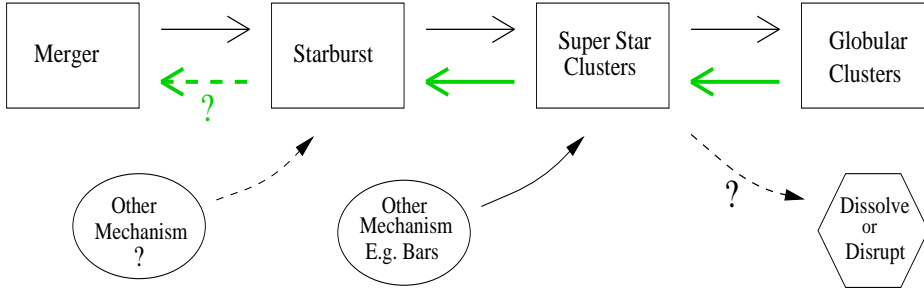 Merger
Starburst
Super Star
Clusters
Globular
Clusters
?
Other
Mechanism
?
Other
Mechanism
E.g. Bars
?
Dissolve
or
Disrupt